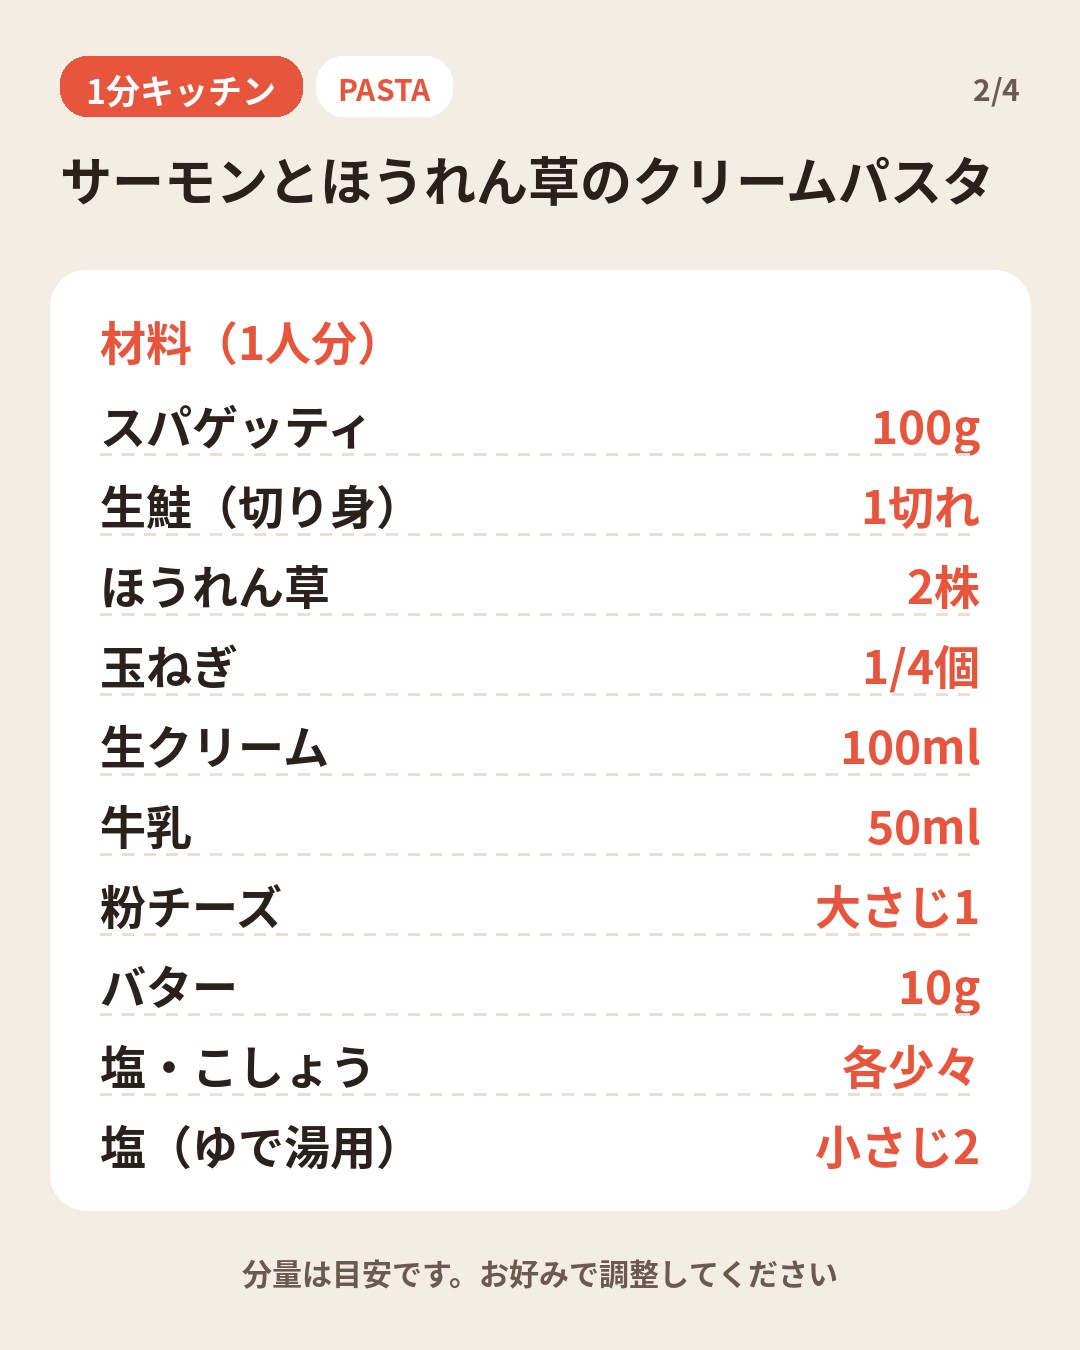 1分キッチン PASTA 2/4
サーモンとほうれん草のクリームパスタ
材料（1人分）
スパゲッティ 100g
生鮭（切り身） 1切れ
ほうれん草 2株
玉ねぎ 1/4個
生クリーム 100ml
牛乳 50ml
粉チーズ 大さじ1
バター 10g
塩・こしょう 各少々
塩（ゆで湯用） 小さじ2
分量は目安です。お好みで調整してください